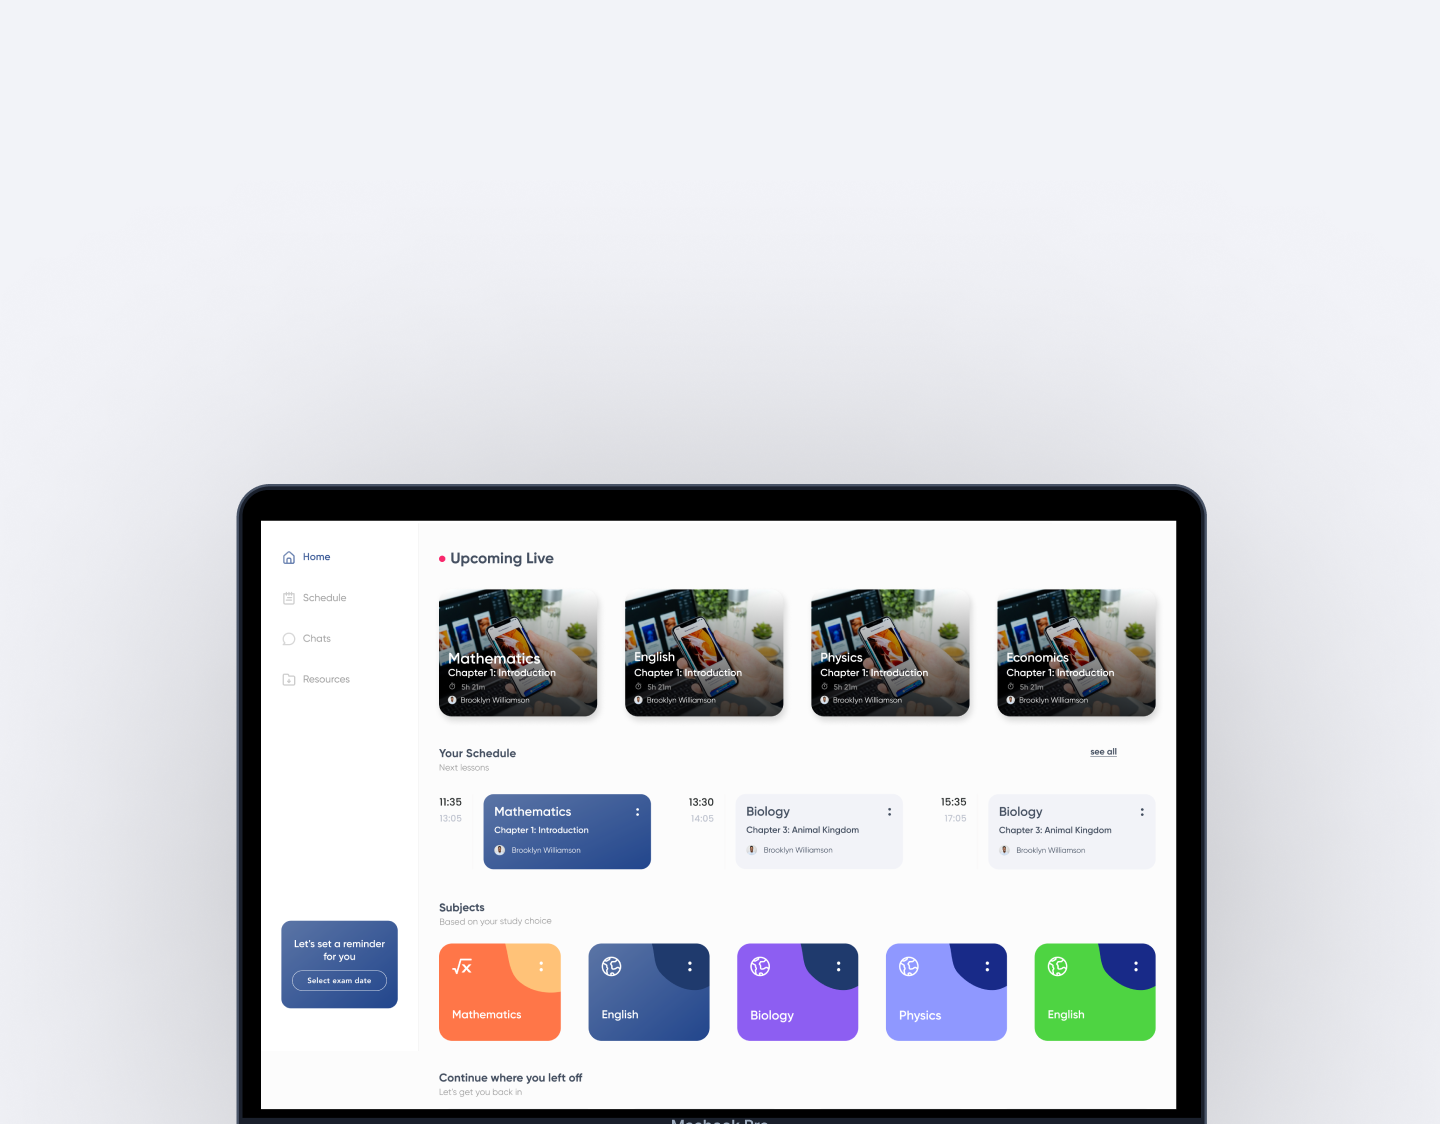 Home
Schedule
Chats
Resources
Let's set a reminder
for you
Select exam date
Upcoming Live
Mathematics
Chapter 1: Introduction
5h 21m
Brooklyn Williamson
English
Chapter 1: Introduction
5h 21m
Brooklyn Williamson
Physics
Chapter 1: Introduction
5h 21m
Brooklyn Williamson
Economics
Chapter 1: Introduction
5h 21m
Brooklyn Williamson
Your Schedule
see all
Next lessons
11:35
13:05
Mathematics
Chapter 1: Introduction
Brooklyn Williamson
13:30
14:05
Biology
Chapter 3: Animal Kingdom
Brooklyn Williamson
15:35
17:05
Biology
Chapter 3: Animal Kingdom
Brooklyn Williamson
Subjects
Based on your study choice
Mathematics
English
Biology
Physics
English
Continue where you left off
Let's get you back in
Macbook Pro